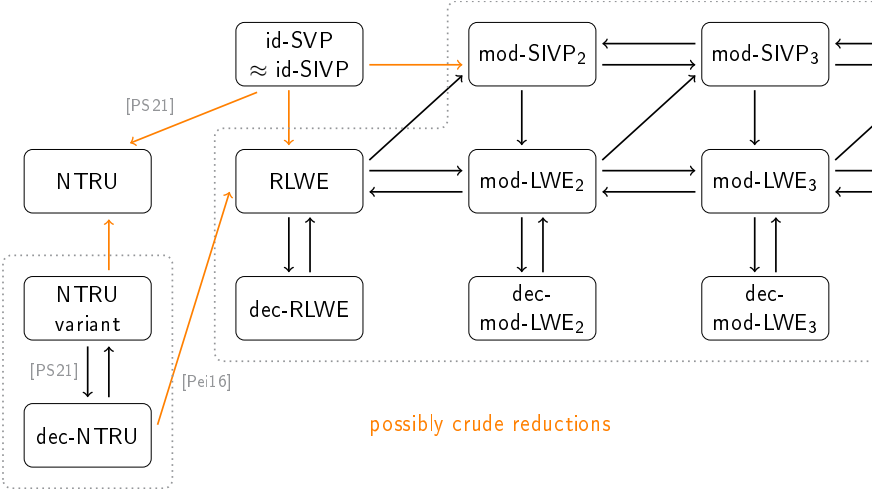 id-SVP
≈ id-SIVP
mod-SIVP₂
mod-SIVP₃
[PS21]
NTRU
RLWE
mod-LWE₂
mod-LWE₃
NTRU
variant
dec-RLWE
dec-
mod-LWE₂
dec-
mod-LWE₃
[PS21]
[Pei16]
dec-NTRU
possibly crude reductions